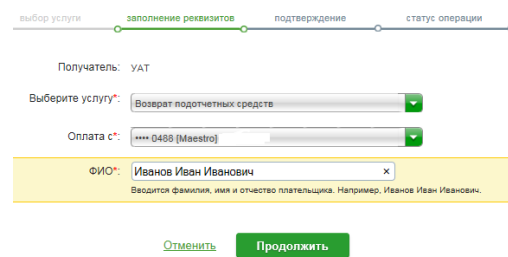 выбор услуги заполнение реквизитов подтверждение статус операции
Получатель: УАТ
Выберите услугу*: Возврат подотчетных средств
Оплата с*: •••• 0468 [Maestro]
ФИО*: Иванов Иван Иванович ×
Вводится фамилия, имя и отчество плательщика. Например, Иванов Иван Иванович.
Отменить Продолжить